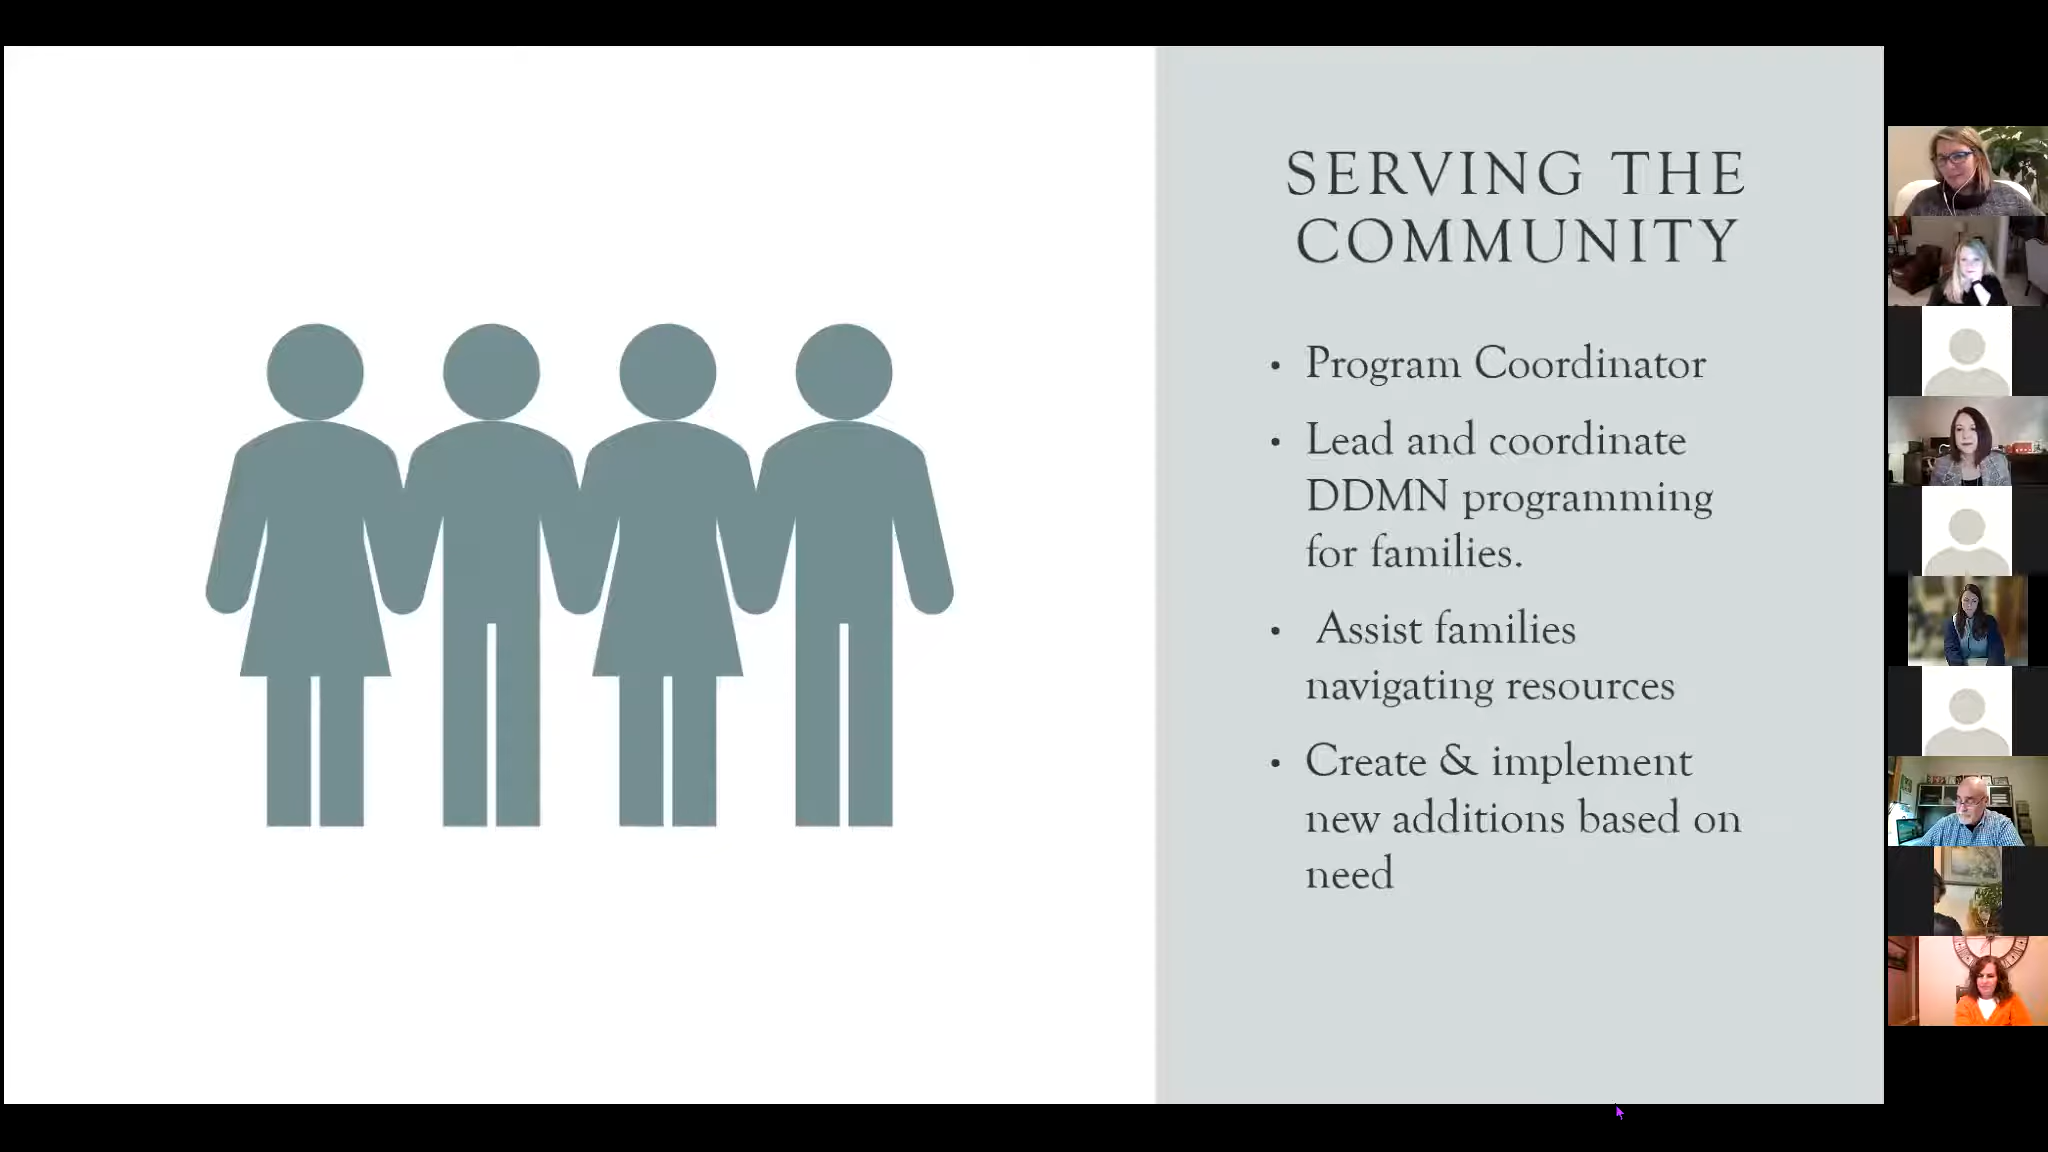 SERVING THE
COMMUNITY
• Program Coordinator
• Lead and coordinate
DDMN programming
for families.
• Assist families
navigating resources
• Create & implement
new additions based on
need